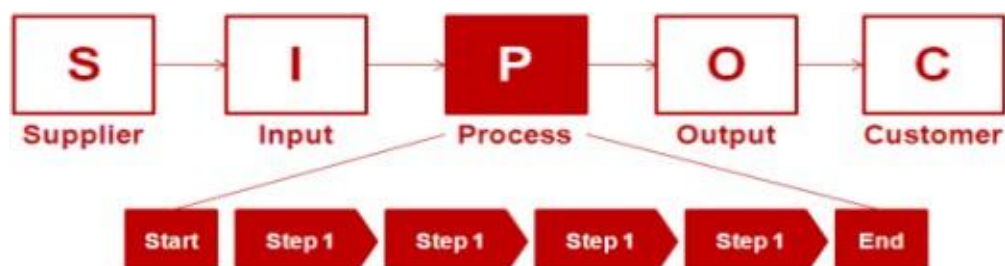 S I P O C
Supplier Input Process Output Customer
Start Step 1 Step 1 Step 1 Step 1 End